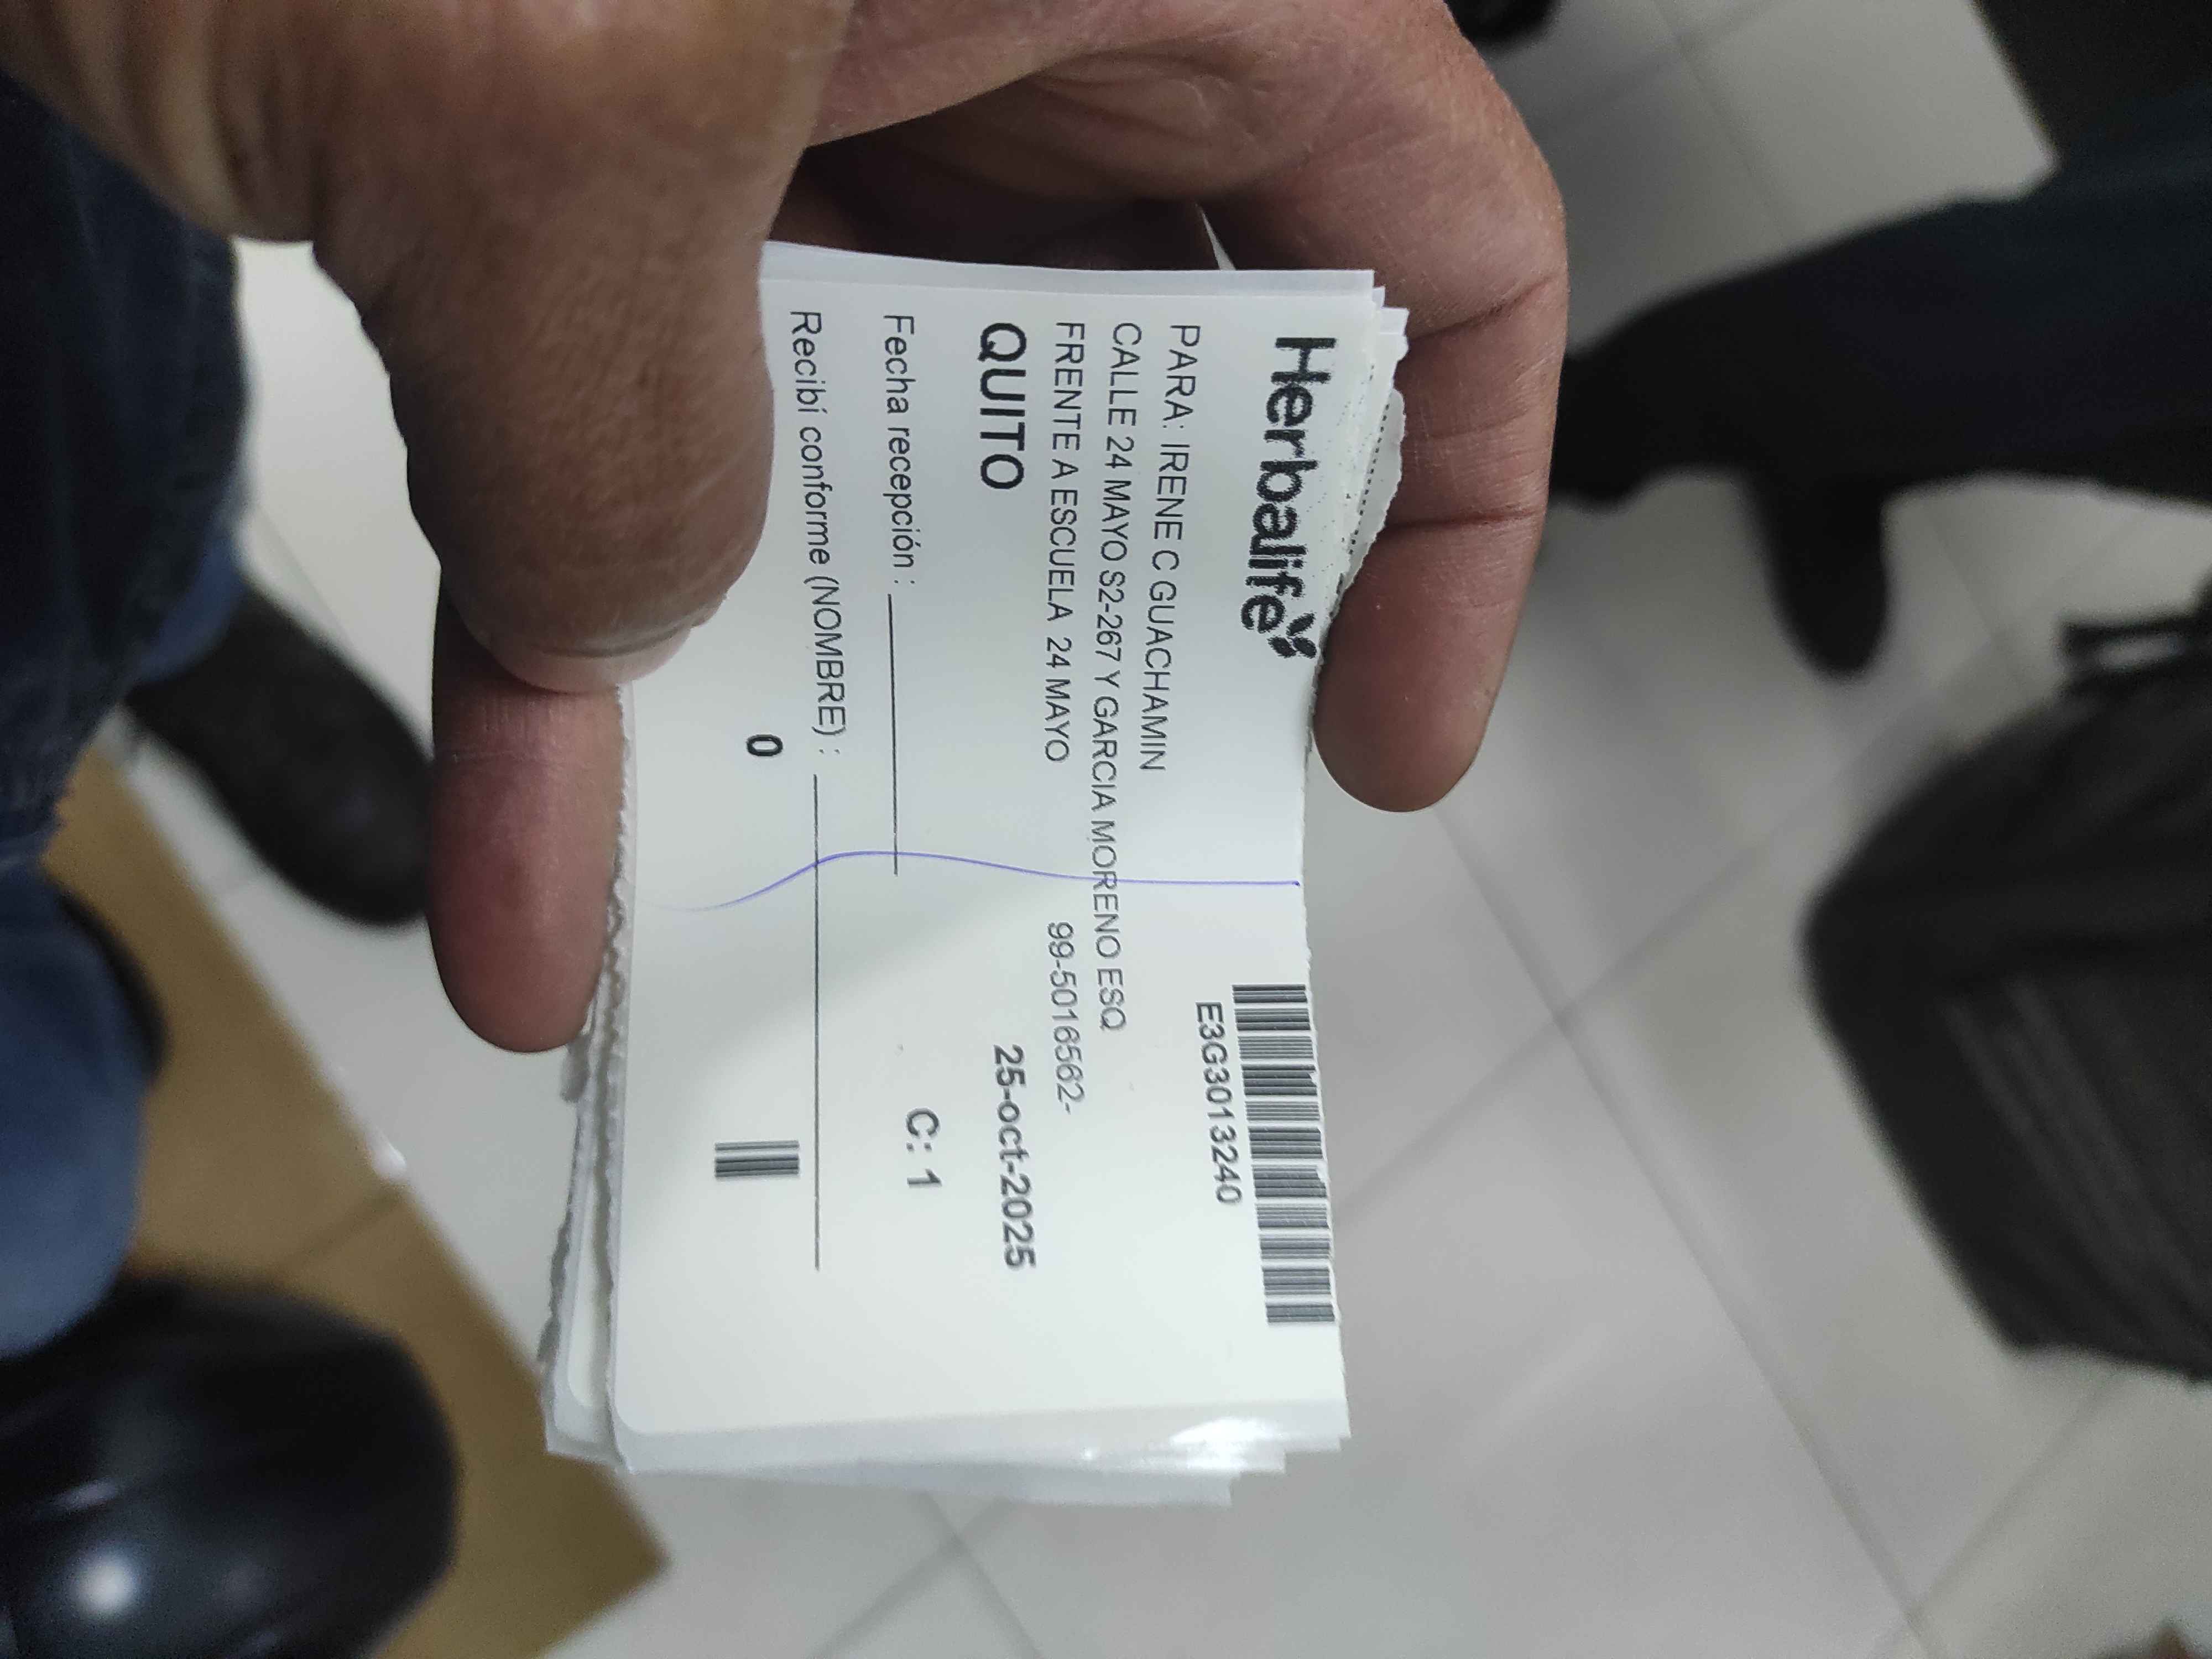 Herbalife
E3G3013240
PARA: IRENE C GUACHAMIN
CALLE 24 MAYO S2-267 Y GARCIA MORENO ESQ
FRENTE A ESCUELA 24 MAYO 99-5016562-
QUITO 25-oct-2025
Fecha recepción : C: 1
Recibí conforme (NOMBRE) :
0